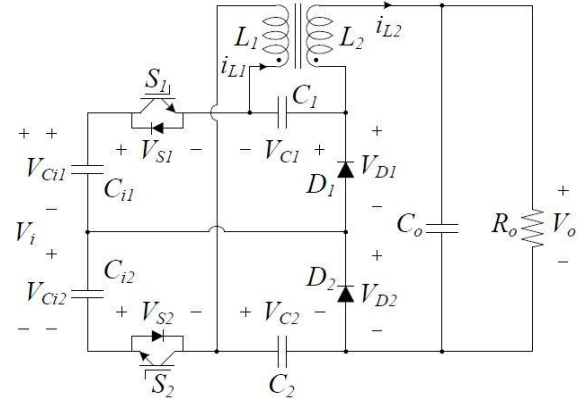 L1 L2 iL2
iL1
S1 C1
+ + + VS1 − − VC1 + +
VCi1 Ci1 D1 VD1
− − +
Vi Co Ro Vo
+ Ci2 D2 + −
VCi2 + VS2 − + VC2 − VD2
− − −
S2 C2